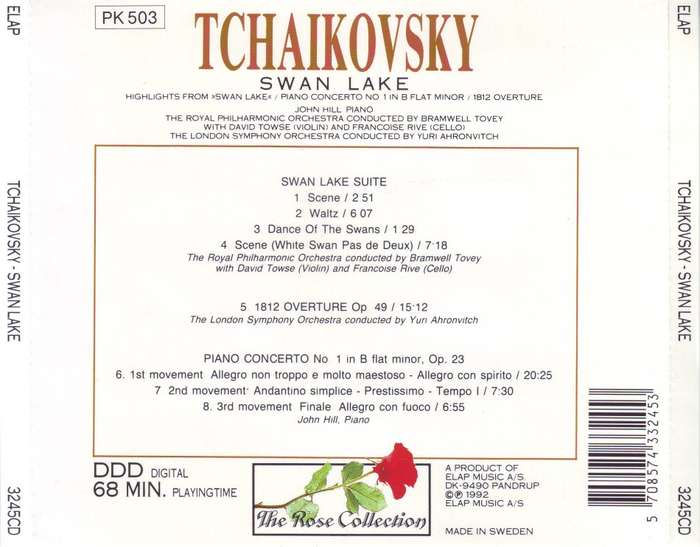 ELAP
TCHAIKOVSKY - SWAN LAKE
3245CD
PK 503
TCHAIKOVSKY
SWAN LAKE
HIGHLIGHTS FROM »SWAN LAKE« / PIANO CONCERTO NO 1 IN B FLAT MINOR / 1812 OVERTURE
JOHN HILL PIANO
THE ROYAL PHILHARMONIC ORCHESTRA CONDUCTED BY BRAMWELL TOVEY
WITH DAVID TOWSE (VIOLIN) AND FRANCOISE RIVE (CELLO)
THE LONDON SYMPHONY ORCHESTRA CONDUCTED BY YURI AHRONVITCH
SWAN LAKE SUITE
1 Scene / 2 51
2 Waltz / 6 07
3 Dance Of The Swans / 1 29
4 Scene (White Swan Pas de Deux) / 7·18
The Royal Philharmonic Orchestra conducted by Bramwell Tovey
with David Towse (Violin) and Francoise Rive (Cello)
5 1812 OVERTURE Op 49 / 15·12
The London Symphony Orchestra conducted by Yuri Ahronvitch
PIANO CONCERTO No 1 in B flat minor, Op. 23
6. 1st movement Allegro non troppo e molto maestoso - Allegro con spirito / 20:25
7 2nd movement· Andantino simplice - Prestissimo - Tempo I / 7:30
8. 3rd movement Finale Allegro con fuoco / 6:55
John Hill, Piano
DDD DIGITAL
68 MIN. PLAYINGTIME
The Rose Collection
A PRODUCT OF
ELAP MUSIC A/S
DK-9490 PANDRUP
©℗ 1992
ELAP MUSIC A/S
MADE IN SWEDEN
5 708574 332453
ELAP
TCHAIKOVSKY - SWAN LAKE
3245CD